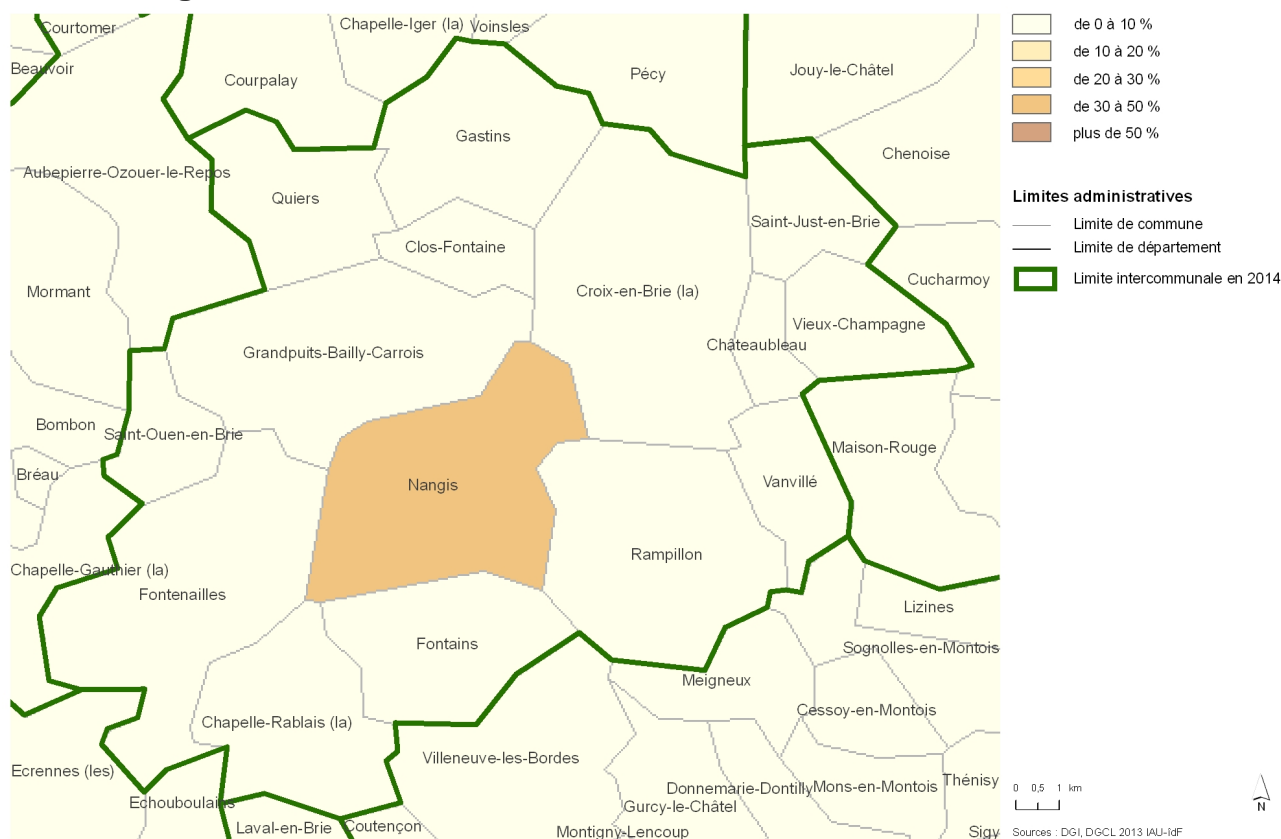 Chapelle-Iger (la)
Voinsles
Courtomer
Beauvoir
Courpalay
Pécy
Jouy-le-Châtel
Gastins
Chenoise
Aubepierre-Ozouer-le-Repos
Quiers
Saint-Just-en-Brie
Clos-Fontaine
Mormant
Croix-en-Brie (la)
Cucharmoy
Vieux-Champagne
Châteaubleau
Grandpuits-Bailly-Carrois
Bombon
Saint-Ouen-en-Brie
Maison-Rouge
Bréau
Nangis
Vanvillé
Rampillon
Chapelle-Gauthier (la)
Fontenailles
Lizines
Fontains
Sognolles-en-Montois
Meigneux
Cessoy-en-Montois
Chapelle-Rablais (la)
Villeneuve-les-Bordes
Ecrennes (les)
Donnemarie-Dontilly
Mons-en-Montois
Thénisy
Echouboulains
Gurcy-le-Châtel
Laval-en-Brie
Coutençon
Montigny-Lencoup
Sigy
de 0 à 10 %
de 10 à 20 %
de 20 à 30 %
de 30 à 50 %
plus de 50 %
Limites administratives
Limite de commune
Limite de département
Limite intercommunale en 2014
0 0,5 1 km
N
Sources : DGI, DGCL 2013 IAU-îdF